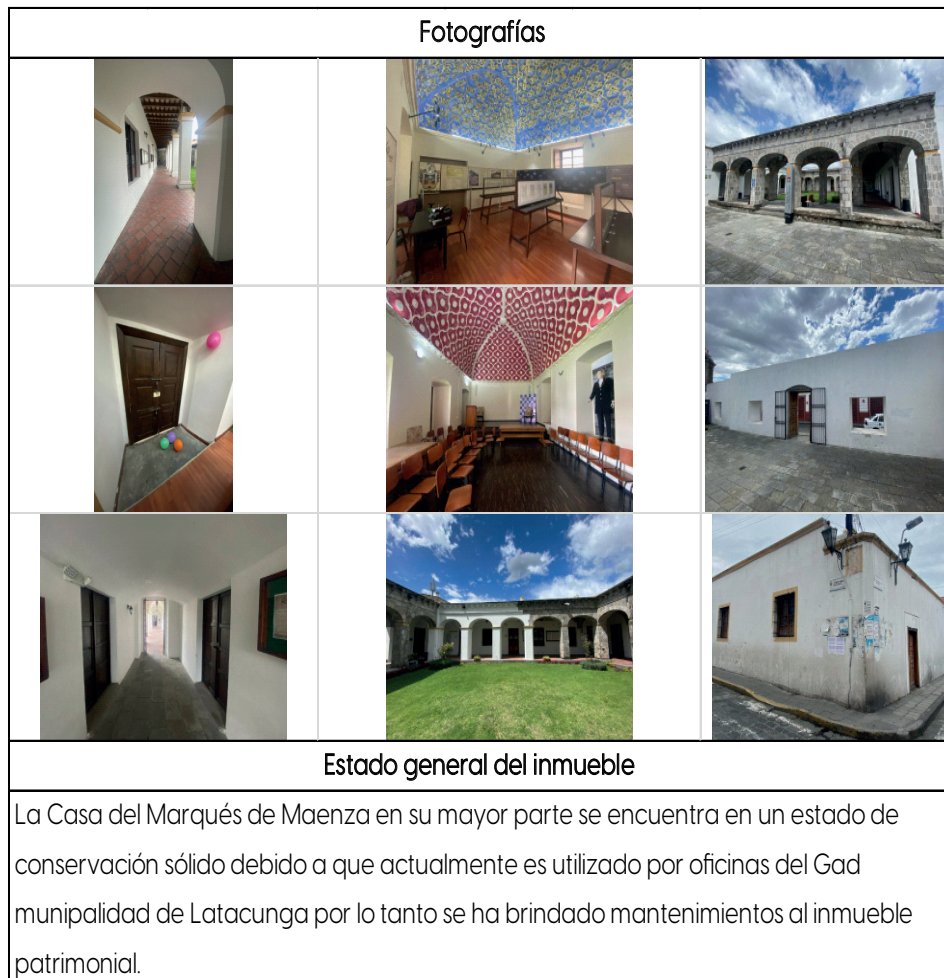 Fotografías
Estado general del inmueble
La Casa del Marqués de Maenza en su mayor parte se encuentra en un estado de
conservación sólido debido a que actualmente es utilizado por oficinas del Gad
munipalidad de Latacunga por lo tanto se ha brindado mantenimientos al inmueble
patrimonial.